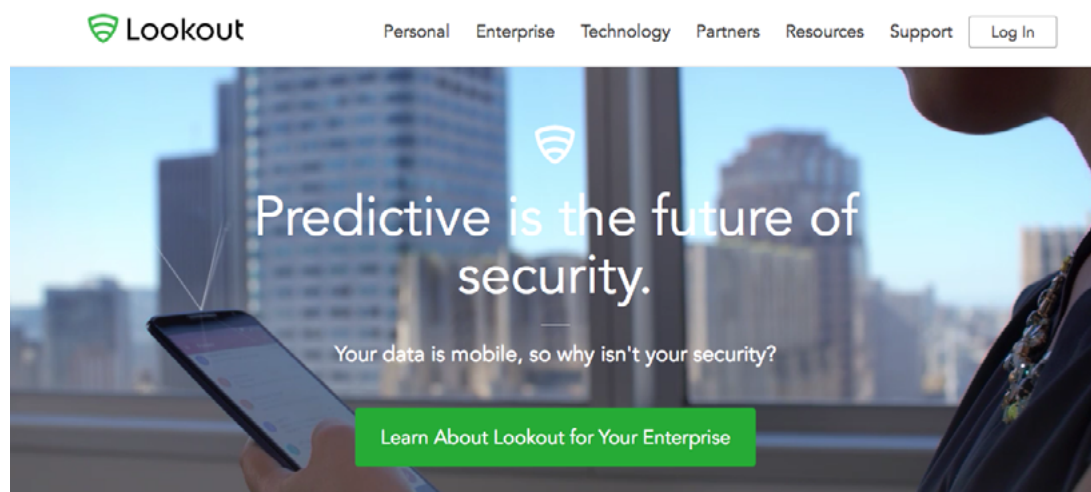 Lookout
Personal Enterprise Technology Partners Resources Support Log In
Predictive is the future of
security.
Your data is mobile, so why isn't your security?
Learn About Lookout for Your Enterprise